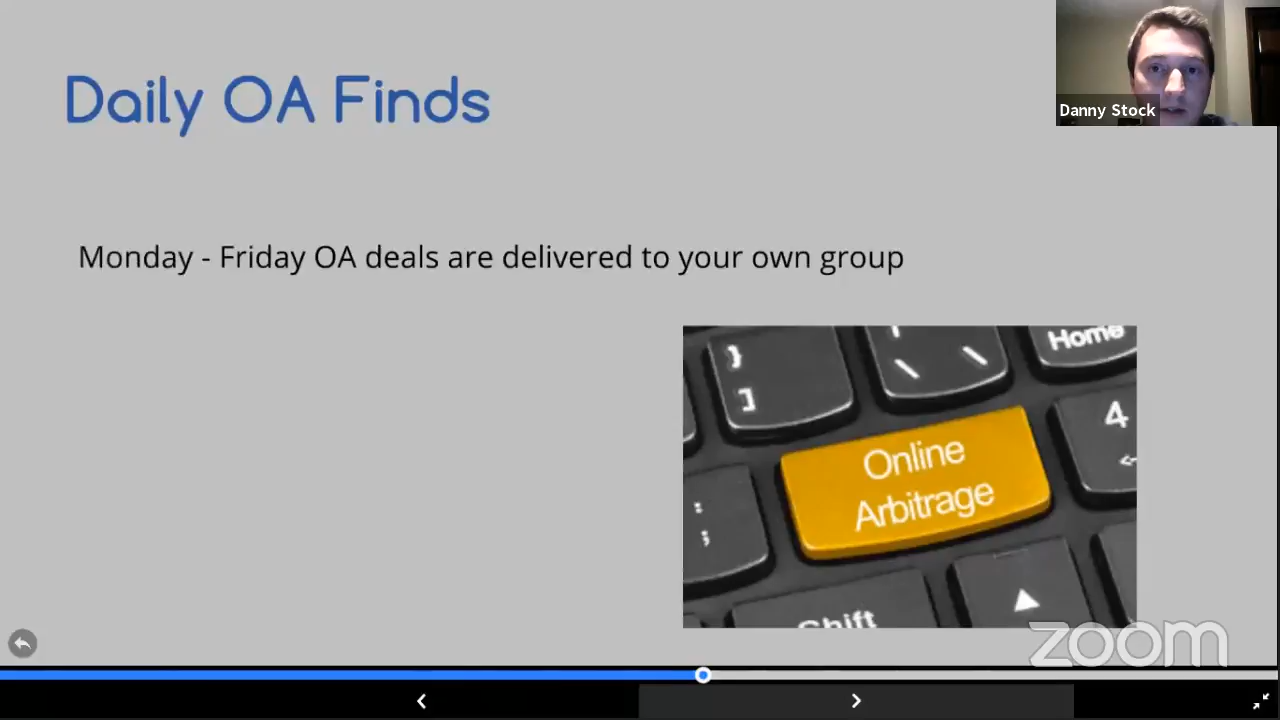 Daily OA Finds
Danny Stock
Monday - Friday OA deals are delivered to your own group
}
]
\
Home
4
Online
Arbitrage
:
;
Shift
zoom